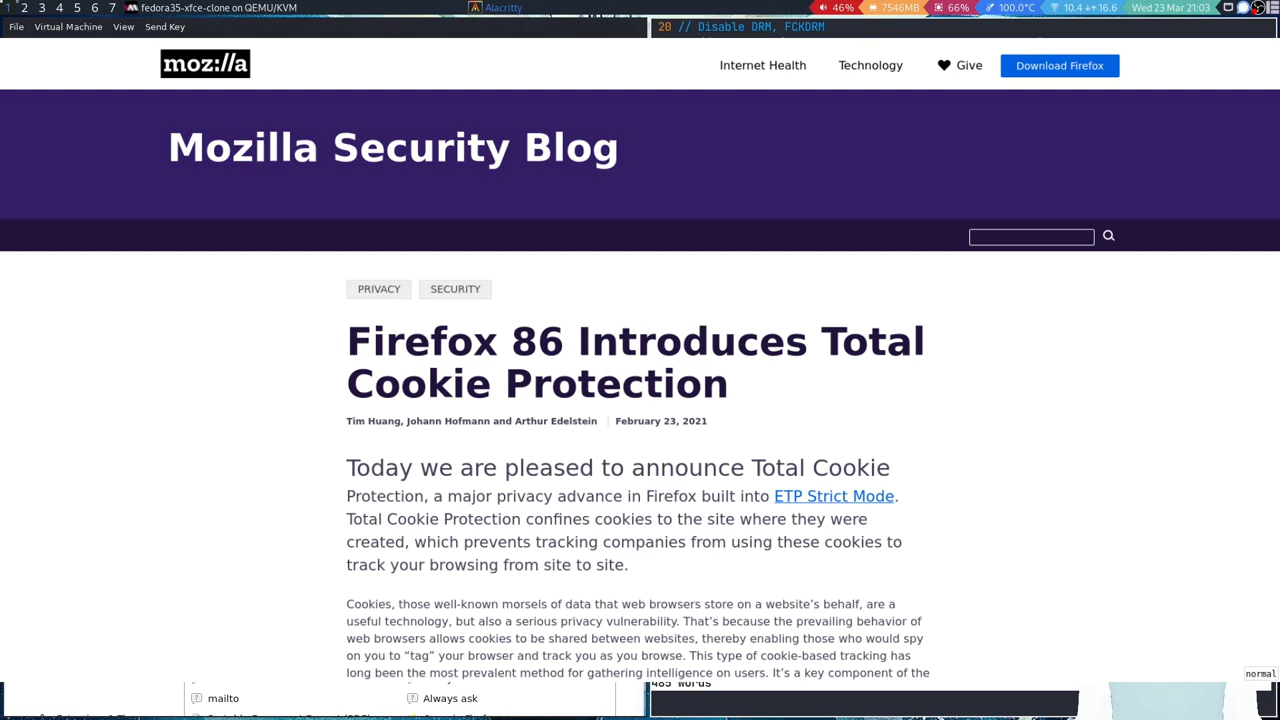 1 2 3 4 5 6 7 fedora35-xfce-clone on QEMU/KVM Alacritty 46% 7546MB 66% 100.0°C 10.4 ↓↑ 16.6 Wed 23 Mar 21:03
File Virtual Machine View Send Key
20 // Disable DRM, FCKDRM
moz://a
Internet Health Technology Give Download Firefox
Mozilla Security Blog
PRIVACY SECURITY
Firefox 86 Introduces Total
Cookie Protection
Tim Huang, Johann Hofmann and Arthur Edelstein February 23, 2021
Today we are pleased to announce Total Cookie
Protection, a major privacy advance in Firefox built into ETP Strict Mode.
Total Cookie Protection confines cookies to the site where they were
created, which prevents tracking companies from using these cookies to
track your browsing from site to site.
Cookies, those well-known morsels of data that web browsers store on a website’s behalf, are a
useful technology, but also a serious privacy vulnerability. That’s because the prevailing behavior of
web browsers allows cookies to be shared between websites, thereby enabling those who would spy
on you to “tag” your browser and track you as you browse. This type of cookie-based tracking has
long been the most prevalent method for gathering intelligence on users. It’s a key component of the
normal
485 words
mailto Always ask